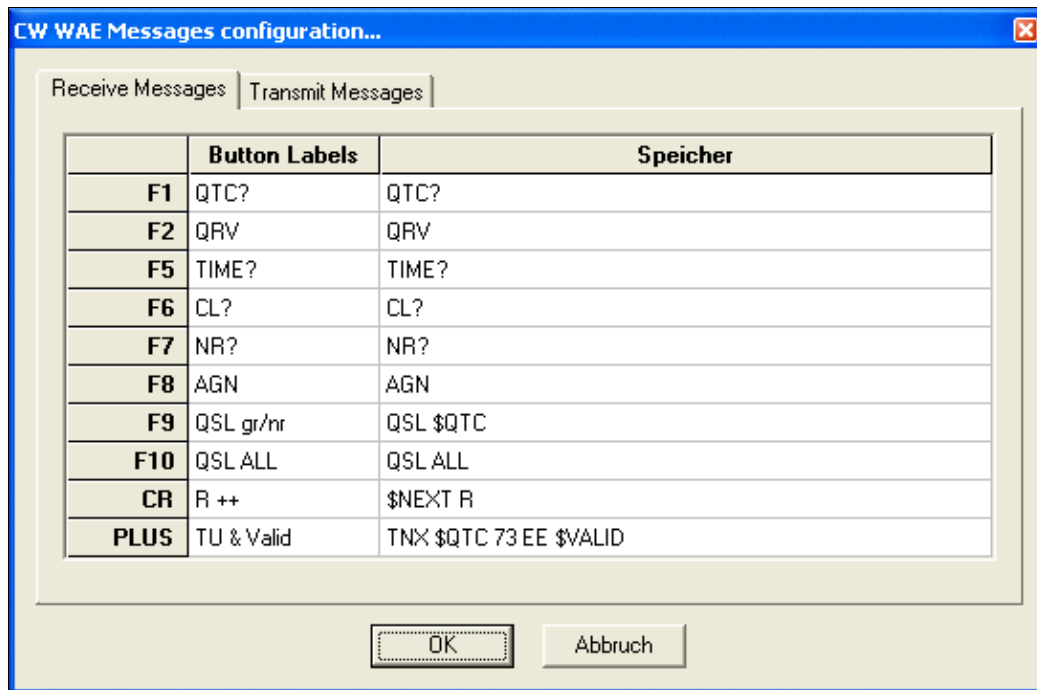 CW WAE Messages configuration...
Receive Messages Transmit Messages
Button Labels Speicher
F1 QTC? QTC?
F2 QRV QRV
F5 TIME? TIME?
F6 CL? CL?
F7 NR? NR?
F8 AGN AGN
F9 QSL gr/nr QSL $QTC
F10 QSL ALL QSL ALL
CR R ++ $NEXT R
PLUS TU & Valid TNX $QTC 73 EE $VALID
OK Abbruch